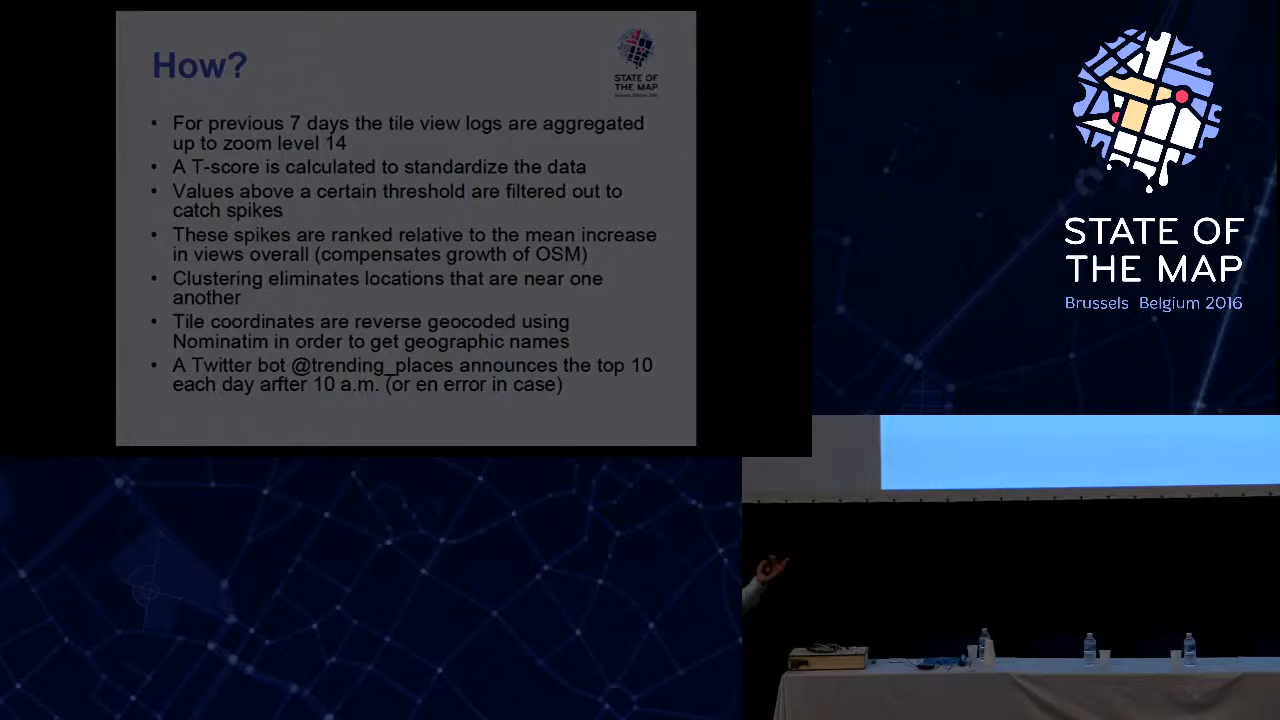 How?
STATE OF
THE MAP
Brussels Belgium 2016
• For previous 7 days the tile view logs are aggregated
up to zoom level 14
• A T-score is calculated to standardize the data
• Values above a certain threshold are filtered out to
catch spikes
• These spikes are ranked relative to the mean increase
in views overall (compensates growth of OSM)
• Clustering eliminates locations that are near one
another
• Tile coordinates are reverse geocoded using
Nominatim in order to get geographic names
• A Twitter bot @trending_places announces the top 10
each day after 10 a.m. (or en error in case)
STATE OF
THE MAP
Brussels Belgium 2016